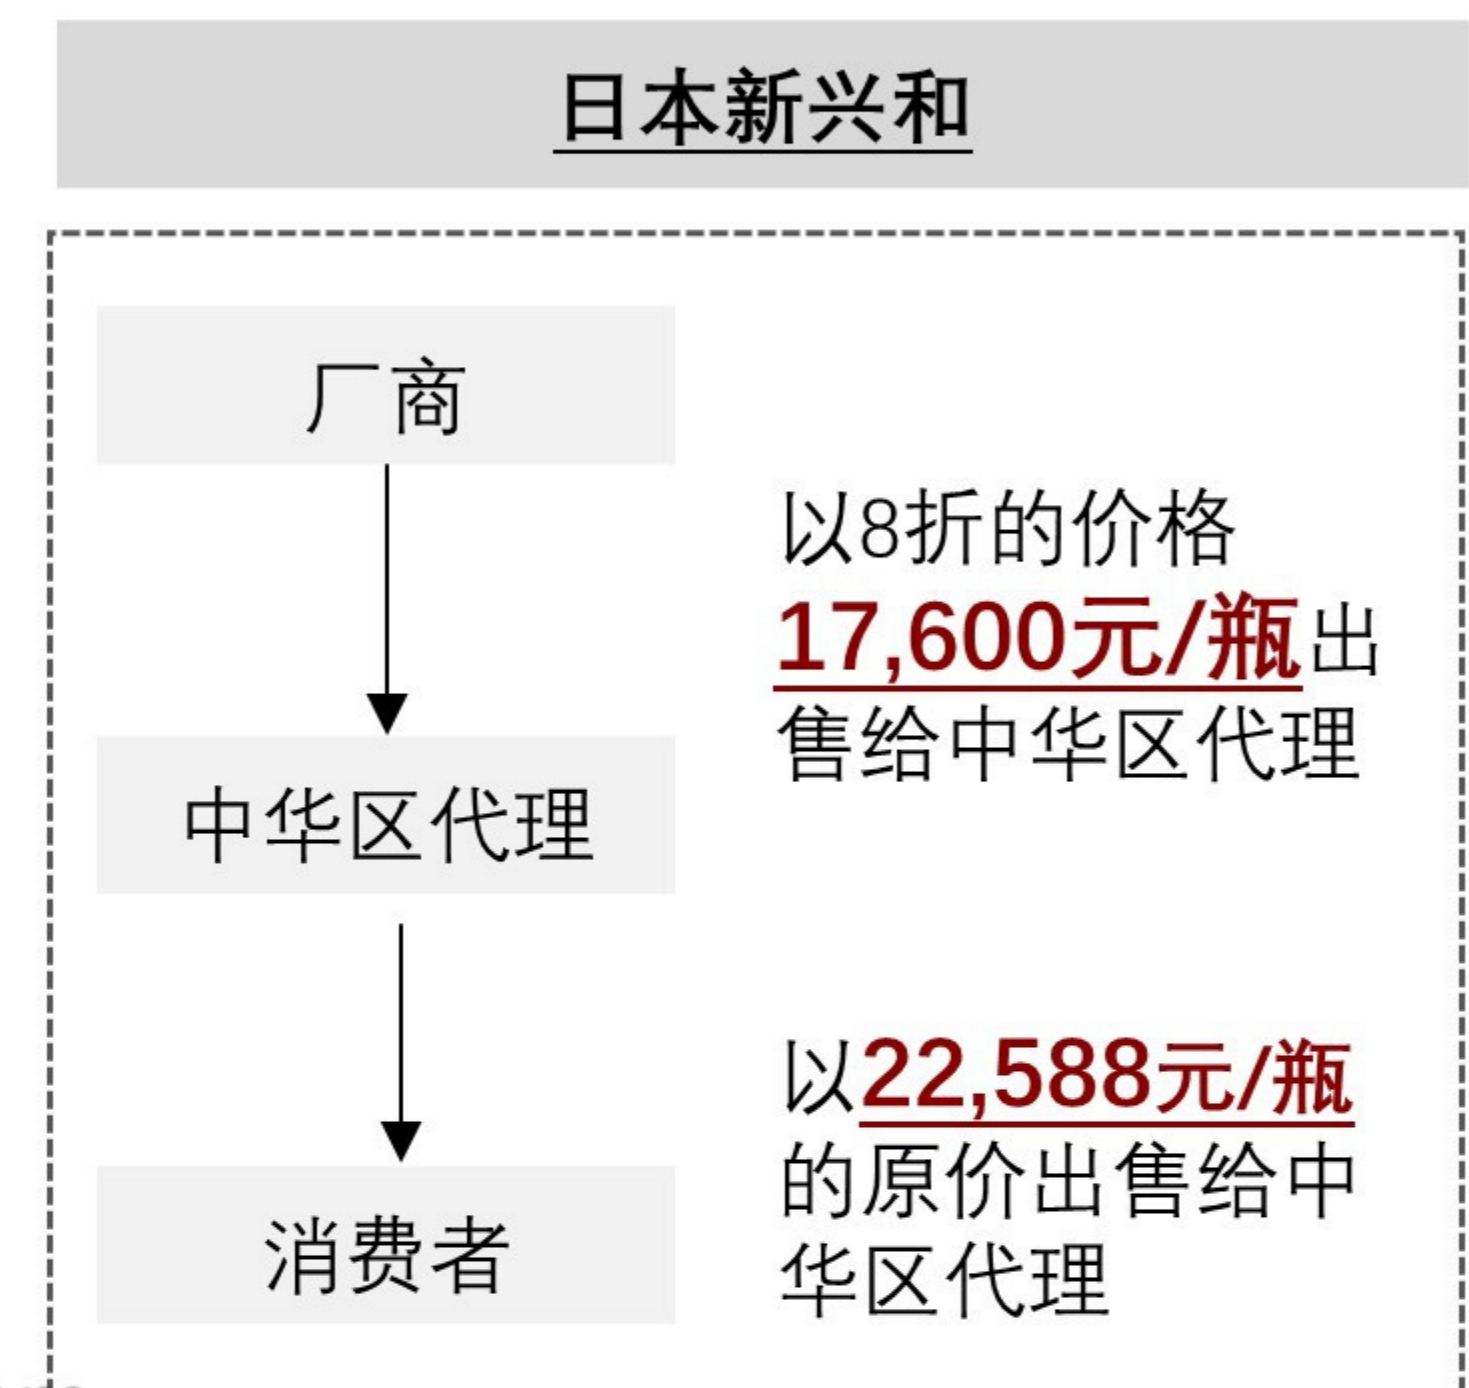 日本新兴和
厂商
以8折的价格
17,600元/瓶出
售给中华区代理
中华区代理
以22,588元/瓶
的原价出售给中
华区代理
消费者